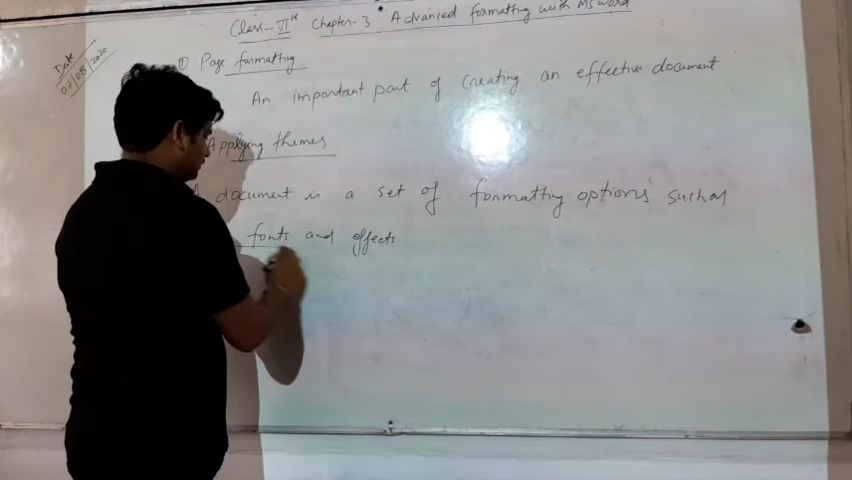 Class-VIth Chapter-3 Advanced formatting with MS word
Date
07/08/2020
① Page formatting
An important part of creating an effective document
Applying themes
A document is a set of formatting options such as
fonts and effects